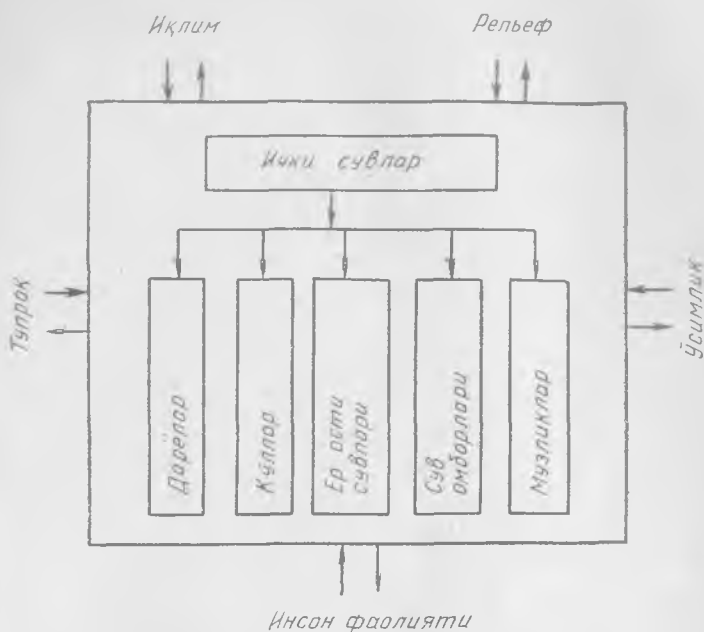 Иқлим
Рельеф
Ички сувлар
Тупроқ
Дарёлар
Кўллар
Ер ости
сувлари
Сув
омборлари
Музликлар
Ўсимлик
Инсон фаолияти